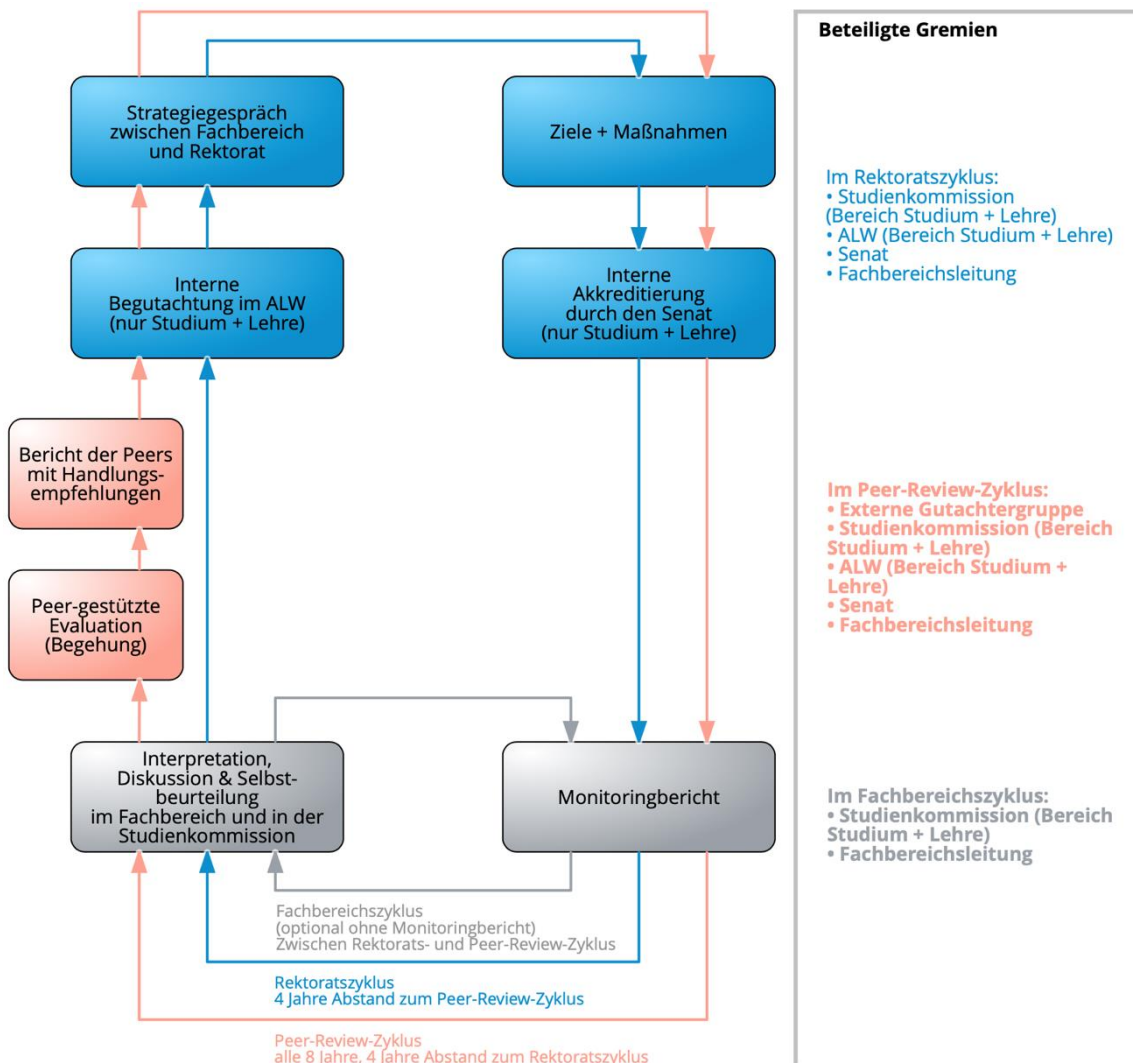 Beteiligte Gremien
Strategiegespräch
zwischen Fachbereich
und Rektorat
Ziele + Maßnahmen
Im Rektoratszyklus:
• Studienkommission
(Bereich Studium + Lehre)
• ALW (Bereich Studium + Lehre)
• Senat
• Fachbereichsleitung
Interne
Begutachtung im ALW
(nur Studium + Lehre)
Interne
Akkreditierung
durch den Senat
(nur Studium + Lehre)
Bericht der Peers
mit Handlungs-
empfehlungen
Im Peer-Review-Zyklus:
• Externe Gutachtergruppe
• Studienkommission (Bereich
Studium + Lehre)
• ALW (Bereich Studium +
Lehre)
• Senat
• Fachbereichsleitung
Peer-gestützte
Evaluation
(Begehung)
Interpretation,
Diskussion & Selbst-
beurteilung
im Fachbereich und in der
Studienkommission
Monitoringbericht
Im Fachbereichszyklus:
• Studienkommission (Bereich
Studium + Lehre)
• Fachbereichsleitung
Fachbereichszyklus
(optional ohne Monitoringbericht)
Zwischen Rektorats- und Peer-Review-Zyklus
Rektoratszyklus
4 Jahre Abstand zum Peer-Review-Zyklus
Peer-Review-Zyklus
alle 8 Jahre, 4 Jahre Abstand zum Rektoratszyklus